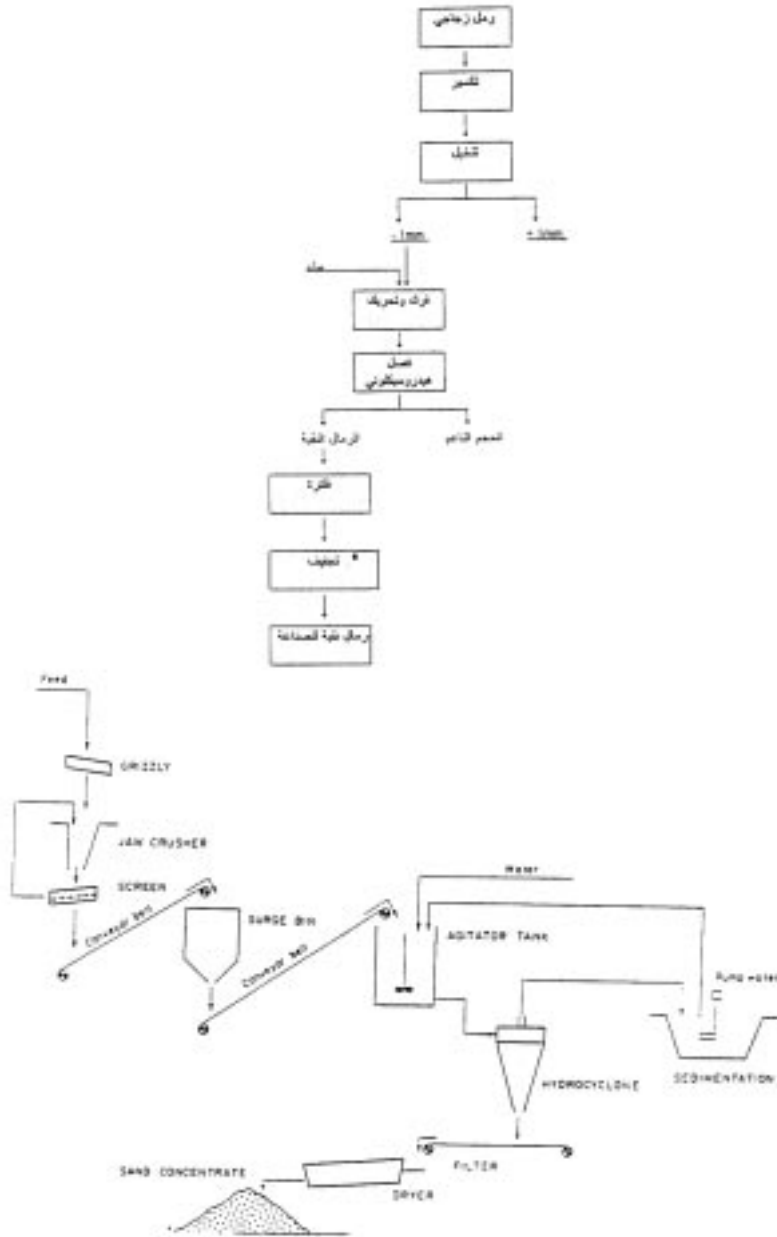 رمل زجاجي
تكسير
تنخيل
- 1mm
+ 1mm
ماء
فرك وتحريك
فصل
هيدروسيكلوني
الرمال النقية
الحجم الناعم
فلترة
تجفيف *
رمال نقية للصناعة
Feed
GRIZZLY
JAW CRUSHER
SCREEN
Conveyor belt
SURGE BIN
Conveyor belt
Water
AGITATOR TANK
Pump water
HYDROCYCLONE
SEDIMENTATION
FILTER
SAND CONCENTRATE
DRYER